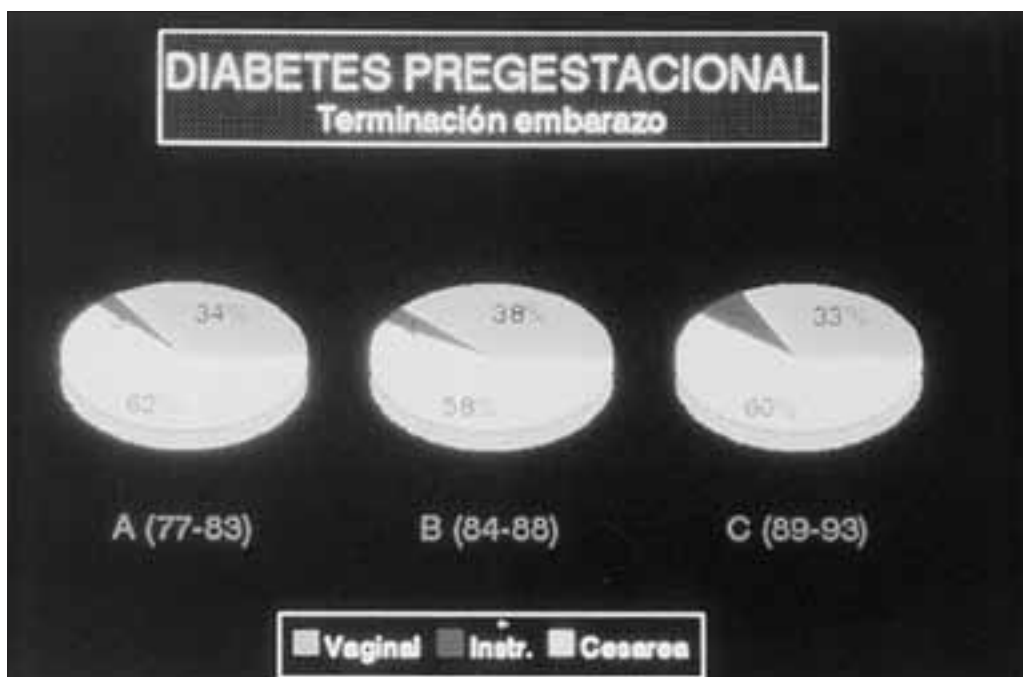 DIABETES PREGESTACIONAL
Terminación embarazo
34% 38% 33%
62% 58% 60%
A (77-83) B (84-88) C (89-93)
Vaginal Instr. Cesarea